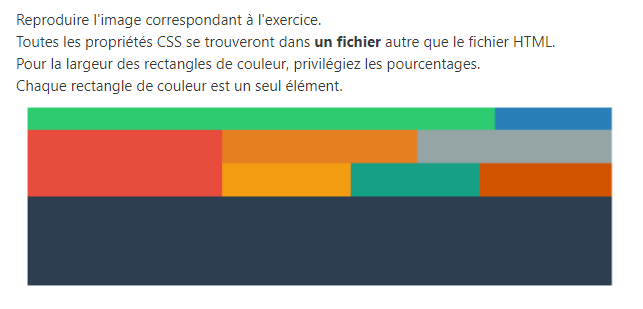 Reproduire l'image correspondant à l'exercice.
Toutes les propriétés CSS se trouveront dans un fichier autre que le fichier HTML.
Pour la largeur des rectangles de couleur, privilégiez les pourcentages.
Chaque rectangle de couleur est un seul élément.